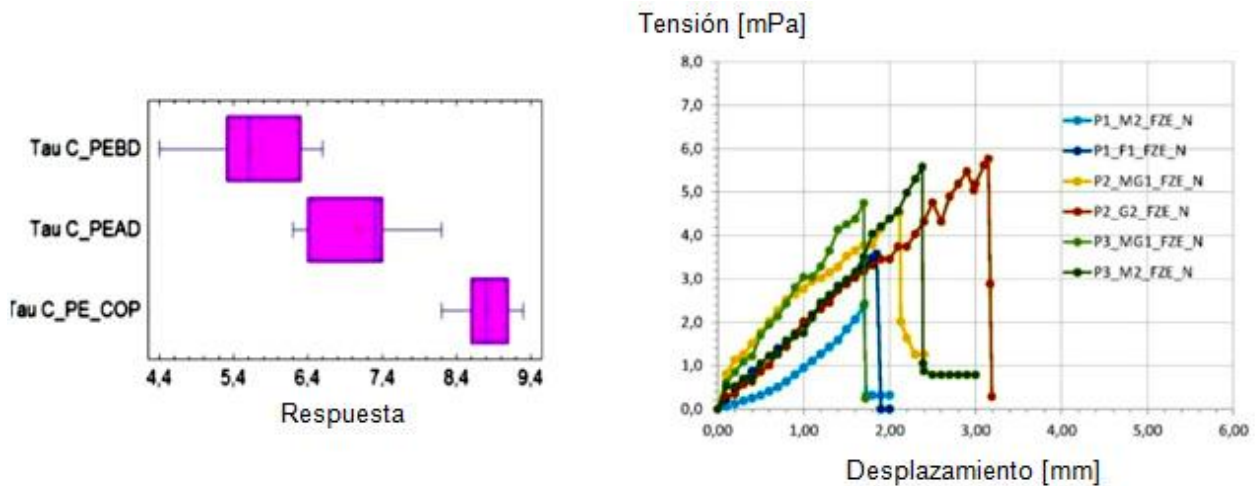 Tau C_PEBD
Tau C_PEAD
Tau C_PE_COP
4,4 5,4 6,4 7,4 8,4 9,4
Respuesta
Tensión [mPa]
8,0
7,0
6,0
5,0
4,0
3,0
2,0
1,0
0,0
0,00 1,00 2,00 3,00 4,00 5,00 6,00
P1_M2_FZE_N
P1_F1_FZE_N
P2_MG1_FZE_N
P2_G2_FZE_N
P3_MG1_FZE_N
P3_M2_FZE_N
Desplazamiento [mm]